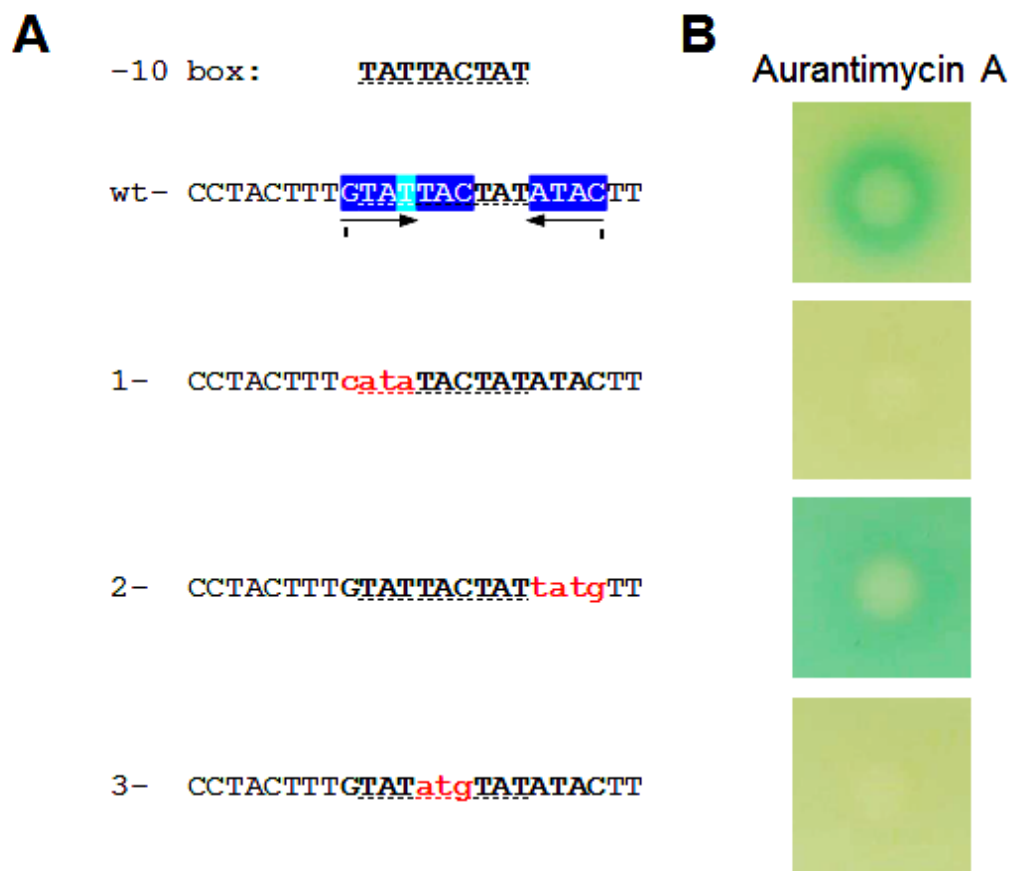 A
B
-10 box: TATTACTAT
Aurantimycin A
wt- CCTACTTTGTATTACTATATACTT
1- CCTACTTTcataTACTATATACTT
2- CCTACTTTGTATTACTATtatgTT
3- CCTACTTTGTATatgTATATACTT